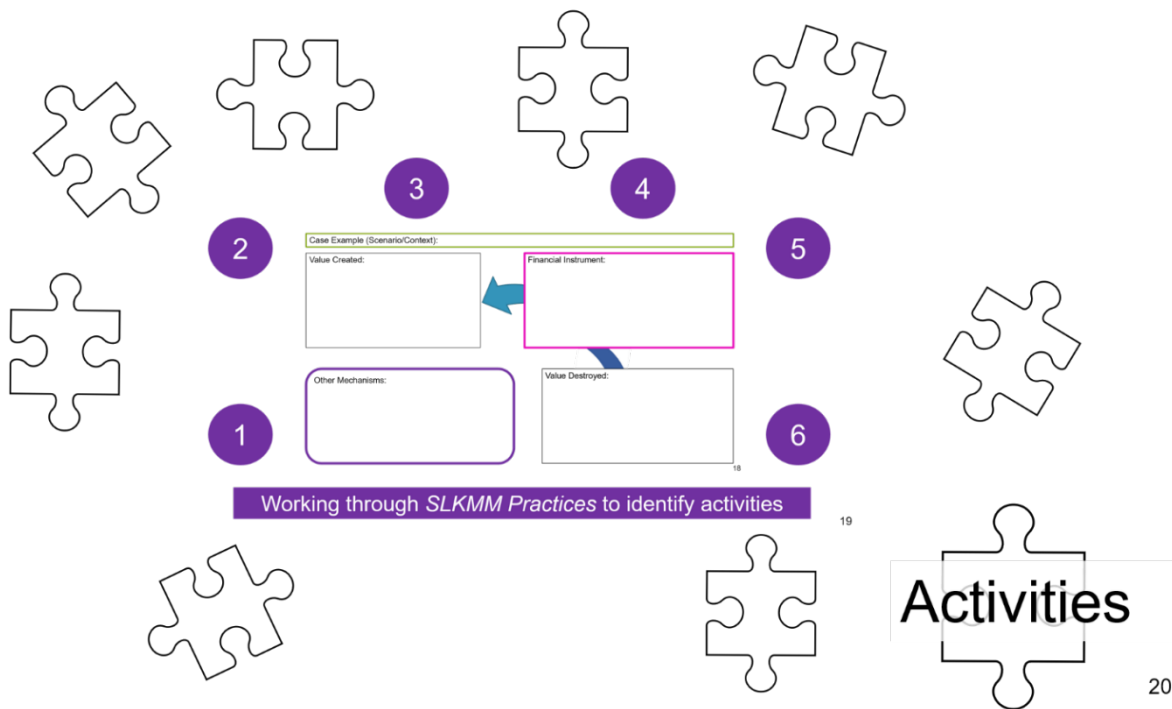 3
4
2
5
Case Example (Scenario/Context):
Value Created:
Financial Instrument:
Other Mechanisms:
Value Destroyed:
1
6
18
Working through SLKMM Practices to identify activities
19
Activities
20